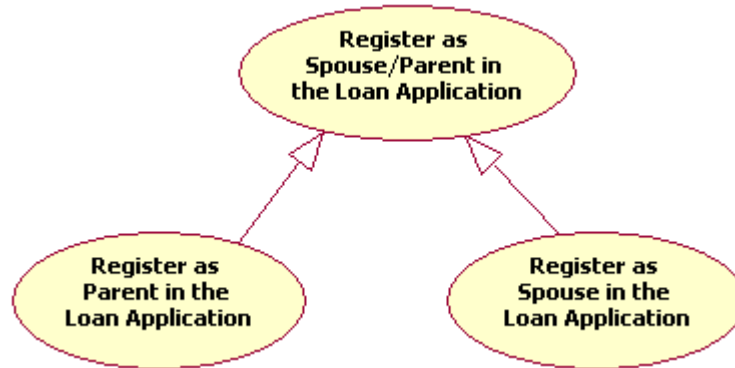 Register as
Spouse/Parent in
the Loan Application
Register as
Parent in the
Loan Application
Register as
Spouse in the
Loan Application